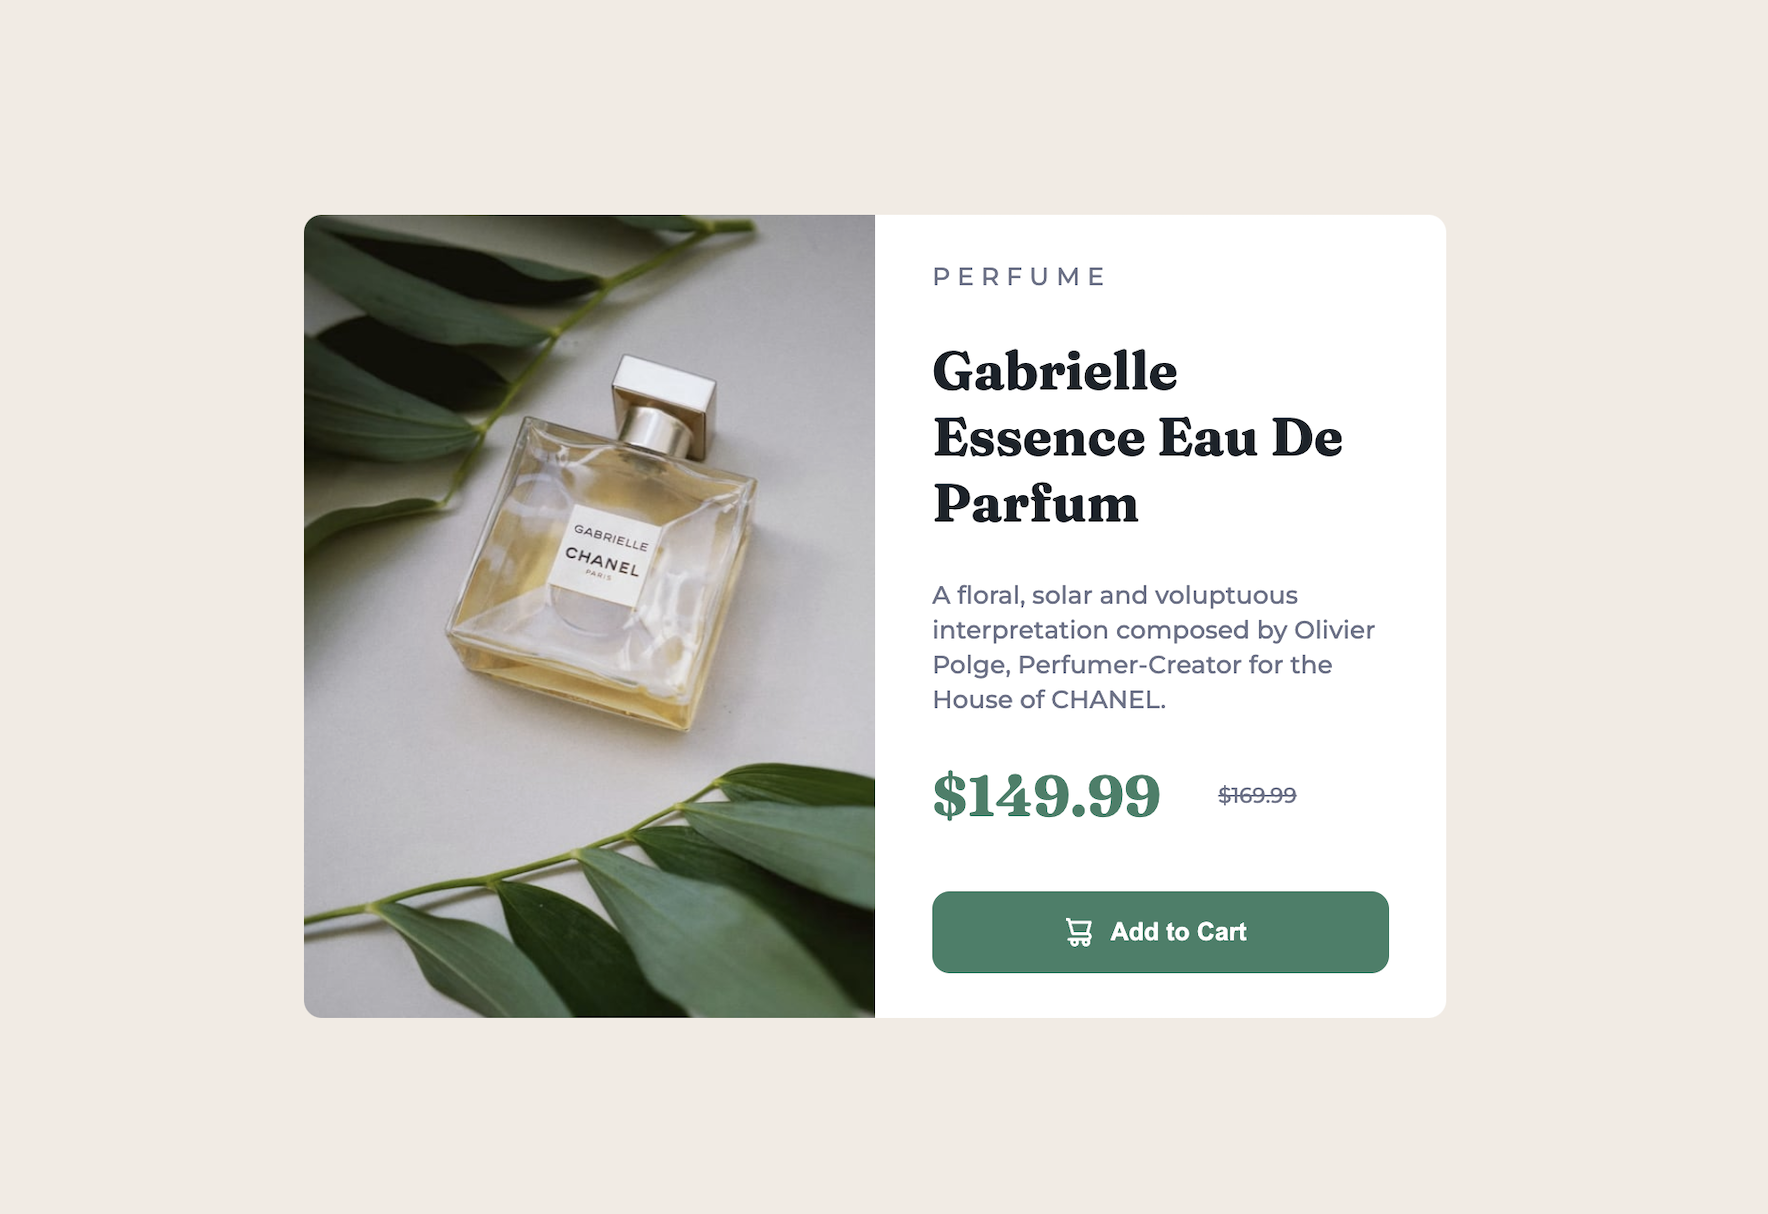 GABRIELLE
CHANEL
PARIS
PERFUME
Gabrielle
Essence Eau De
Parfum
A floral, solar and voluptuous
interpretation composed by Olivier
Polge, Perfumer-Creator for the
House of CHANEL.
$149.99 $169.99
Add to Cart